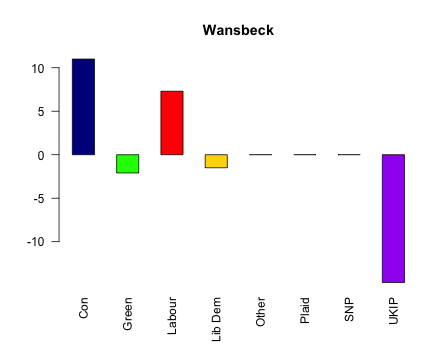 Wansbeck
10
5
0
-5
-10
Con
Green
Labour
Lib Dem
Other
Plaid
SNP
UKIP